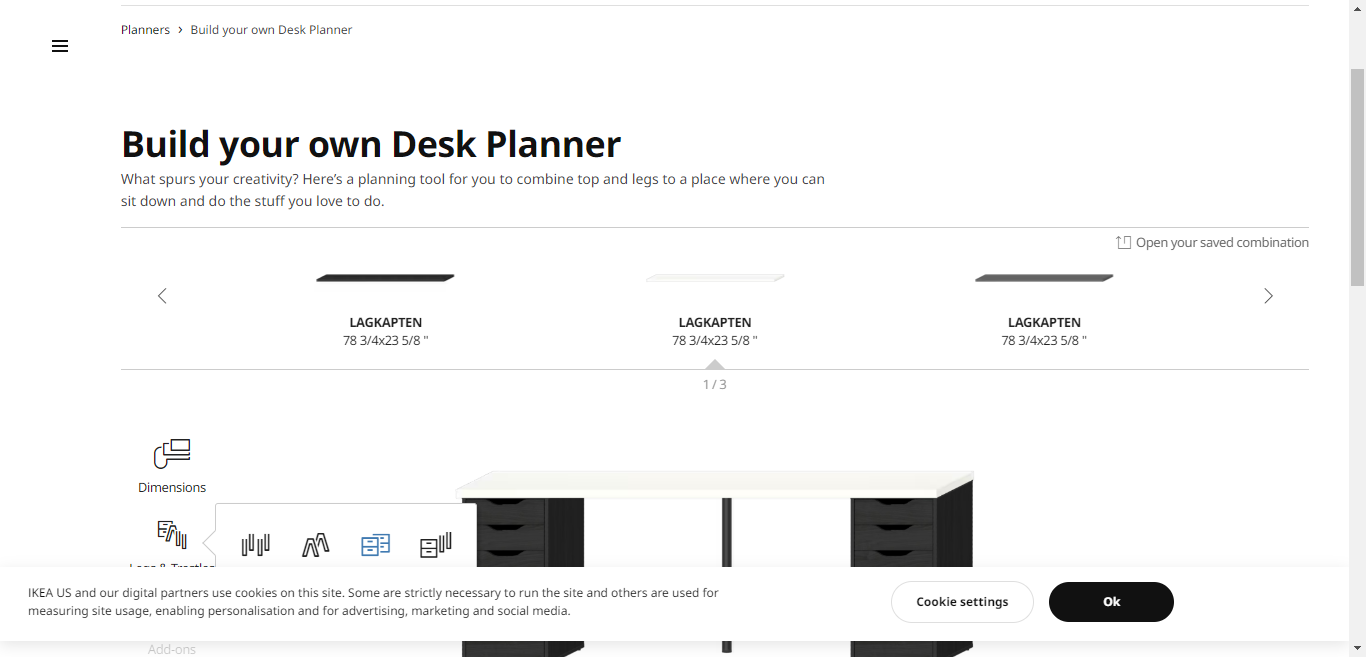 Planners > Build your own Desk Planner
Build your own Desk Planner
What spurs your creativity? Here's a planning tool for you to combine top and legs to a place where you can
sit down and do the stuff you love to do.
Open your saved combination
LAGKAPTEN
78 3/4x23 5/8 "
LAGKAPTEN
78 3/4x23 5/8 "
LAGKAPTEN
78 3/4x23 5/8 "
1 / 3
Dimensions
Legs & Trestles
IKEA US and our digital partners use cookies on this site. Some are strictly necessary to run the site and others are used for
measuring site usage, enabling personalisation and for advertising, marketing and social media.
Cookie settings
Ok
Add-ons